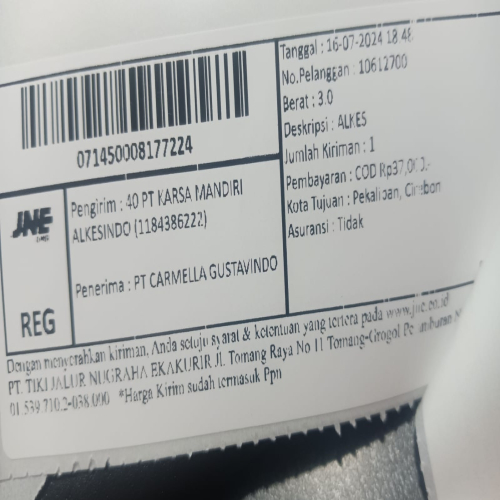 071450008177224
Tanggal : 16-07-2024 18:48
No.Pelanggan : 10612700
Berat : 3.0
Deskripsi : ALKES
Jumlah Kiriman : 1
Pembayaran : COD Rp37,000,-
Kota Tujuan : Pekalipan, Cirebon
Asuransi : Tidak
JNE
REG
Pengirim : 40 PT KARSA MANDIRI
ALKESINDO (1184386222)
Penerima : PT CARMELLA GUSTAVINDO
Dengan menyerahkan kiriman, Anda setuju syarat & ketentuan yang tertera pada www.jne.co.id
PT. TIKI JALUR NUGRAHA EKAKURIR Jl. Tomang Raya No 11 Tomang-Grogol
01.539.710.2-038.000 *Harga Kirim sudah termasuk Ppn